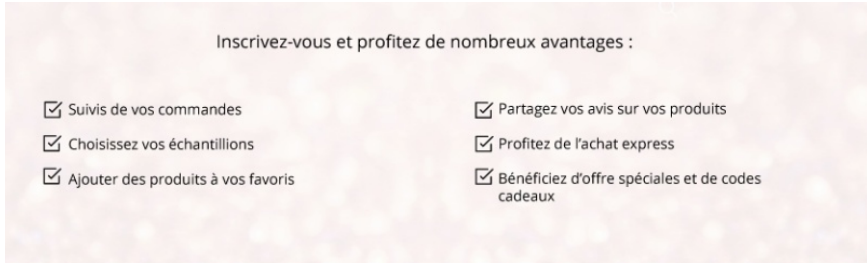 Inscrivez-vous et profitez de nombreux avantages :
Suivis de vos commandes
Choisissez vos échantillions
Ajouter des produits à vos favoris
Partagez vos avis sur vos produits
Profitez de l'achat express
Bénéficiez d'offre spéciales et de codes
cadeaux